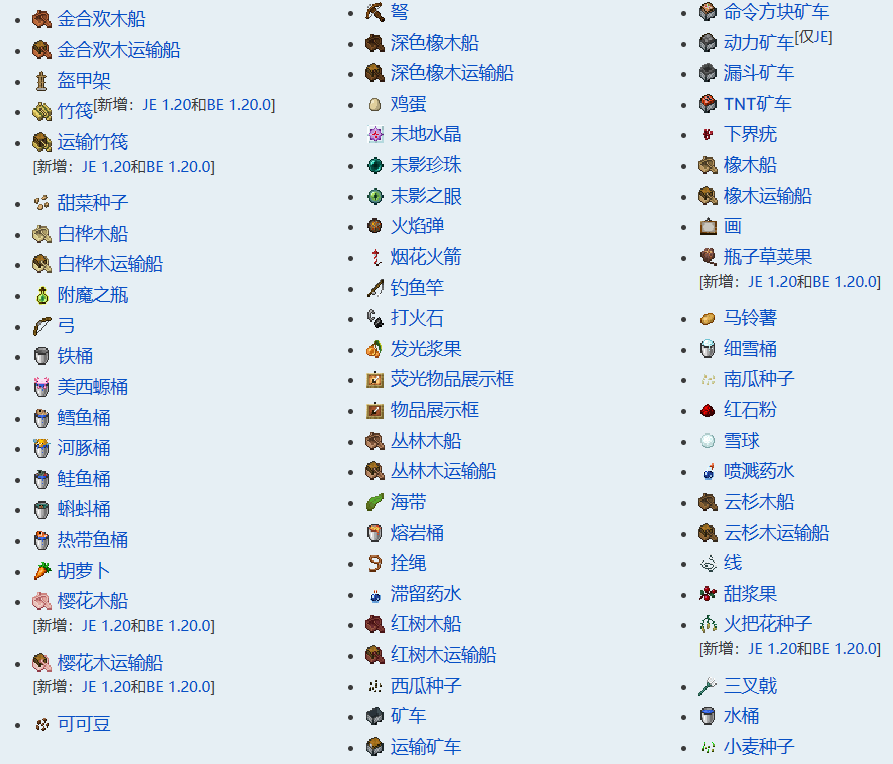 金合欢木船
金合欢木运输船
盔甲架
竹筏[新增：JE 1.20和BE 1.20.0]
运输竹筏
[新增：JE 1.20和BE 1.20.0]
甜菜种子
白桦木船
白桦木运输船
附魔之瓶
弓
铁桶
美西螈桶
鳕鱼桶
河豚桶
鲑鱼桶
蝌蚪桶
热带鱼桶
胡萝卜
樱花木船
[新增：JE 1.20和BE 1.20.0]
樱花木运输船
[新增：JE 1.20和BE 1.20.0]
可可豆
弩
深色橡木船
深色橡木运输船
鸡蛋
末地水晶
末影珍珠
末影之眼
火焰弹
烟花火箭
钓鱼竿
打火石
发光浆果
荧光物品展示框
物品展示框
丛林木船
丛林木运输船
海带
熔岩桶
拴绳
滞留药水
红树木船
红树木运输船
西瓜种子
矿车
运输矿车
命令方块矿车
动力矿车[仅JE]
漏斗矿车
TNT矿车
下界疣
橡木船
橡木运输船
画
瓶子草荚果
[新增：JE 1.20和BE 1.20.0]
马铃薯
细雪桶
南瓜种子
红石粉
雪球
喷溅药水
云杉木船
云杉木运输船
线
甜浆果
火把花种子
[新增：JE 1.20和BE 1.20.0]
三叉戟
水桶
小麦种子